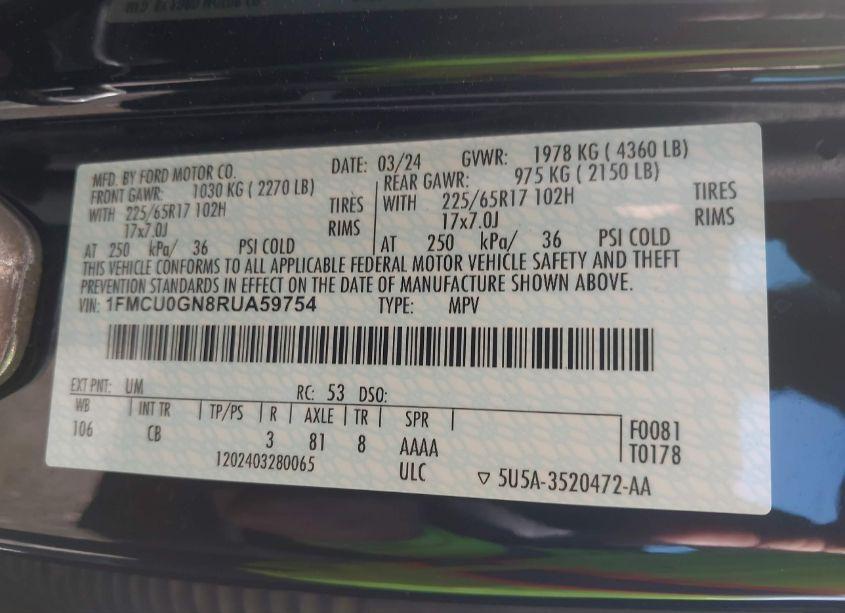 MFD. BY FORD MOTOR CO. DATE: 03/24 GVWR: 1978 KG ( 4360 LB)
FRONT GAWR: 1030 KG ( 2270 LB) REAR GAWR: 975 KG ( 2150 LB)
WITH 225/65R17 102H TIRES WITH 225/65R17 102H TIRES
17x7.0J RIMS 17x7.0J RIMS
AT 250 kPa/ 36 PSI COLD AT 250 kPa/ 36 PSI COLD
THIS VEHICLE CONFORMS TO ALL APPLICABLE FEDERAL MOTOR VEHICLE SAFETY AND THEFT
PREVENTION STANDARDS IN EFFECT ON THE DATE OF MANUFACTURE SHOWN ABOVE.
VIN: 1FMCU0GN8RUA59754 TYPE: MPV
EXT PNT: UM RC: 53 DSO:
WB INT TR TP/PS R AXLE TR SPR
106 CB 3 81 8 AAAA F0081
1202403280065 ULC T0178
▽ 5U5A-3520472-AA